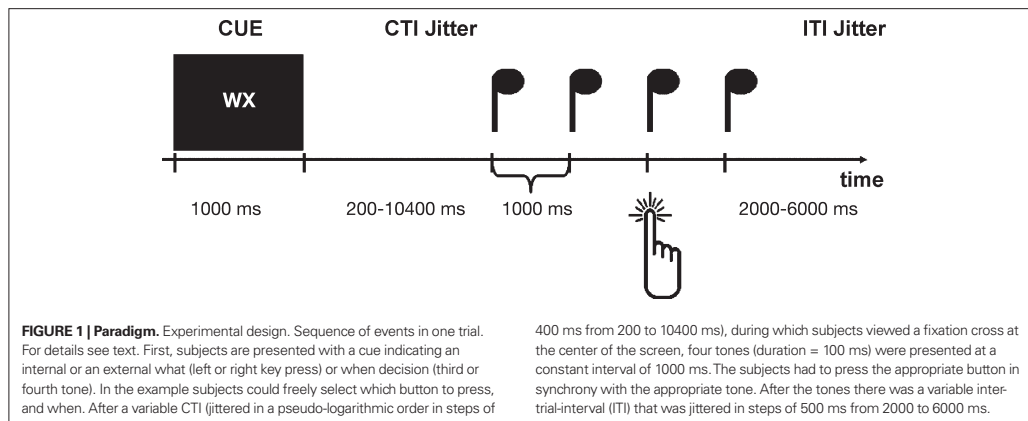 CUE CTI Jitter ITI Jitter
WX
time
1000 ms 200-10400 ms 1000 ms 2000-6000 ms
FIGURE 1 | Paradigm. Experimental design. Sequence of events in one trial.
For details see text. First, subjects are presented with a cue indicating an
internal or an external what (left or right key press) or when decision (third or
fourth tone). In the example subjects could freely select which button to press,
and when. After a variable CTI (jittered in a pseudo-logarithmic order in steps of
400 ms from 200 to 10400 ms), during which subjects viewed a fixation cross at
the center of the screen, four tones (duration = 100 ms) were presented at a
constant interval of 1000 ms. The subjects had to press the appropriate button in
synchrony with the appropriate tone. After the tones there was a variable inter-
trial-interval (ITI) that was jittered in steps of 500 ms from 2000 to 6000 ms.